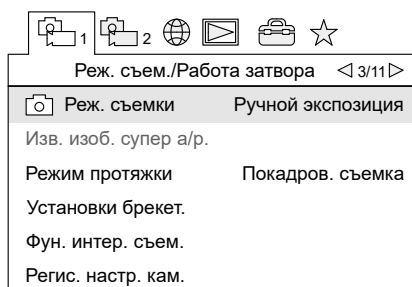 1 2
Реж. съем./Работа затвора 3/11
Реж. съемки Ручной экспозиция
Изв. изоб. супер а/р.
Режим протяжки Покадров. съемка
Установки брекет.
Фун. интер. съем.
Регис. настр. кам.